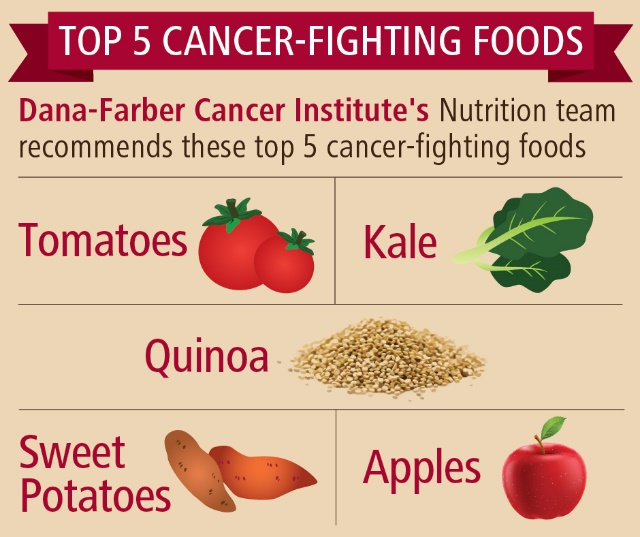 TOP 5 CANCER-FIGHTING FOODS
Dana-Farber Cancer Institute's Nutrition team
recommends these top 5 cancer-fighting foods
Tomatoes
Kale
Quinoa
Sweet
Potatoes
Apples